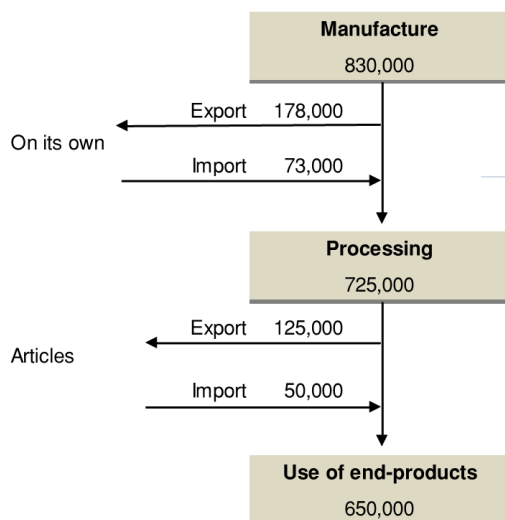 Manufacture
830,000
Export 178,000
On its own
Import 73,000
Processing
725,000
Export 125,000
Articles
Import 50,000
Use of end-products
650,000